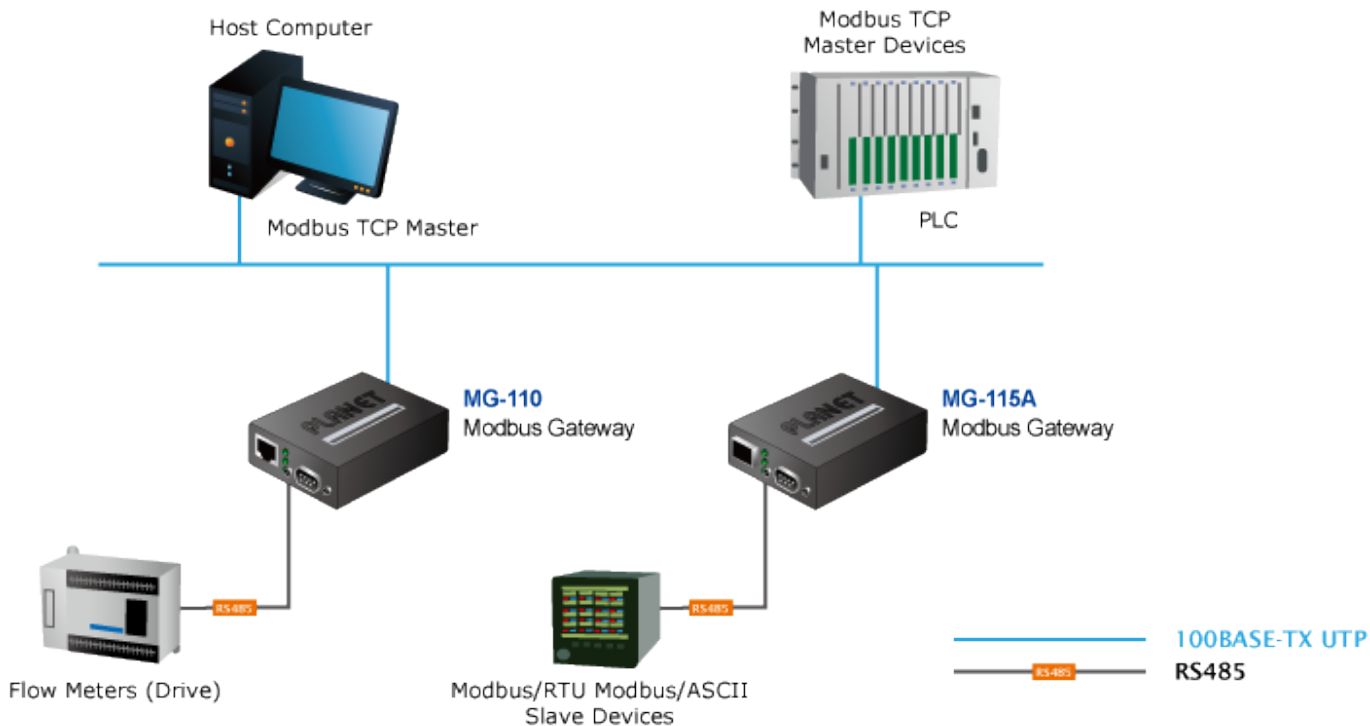 Host Computer
Modbus TCP
Master Devices
Modbus TCP Master
PLC
PLANET
MG-110
Modbus Gateway
PLANET
MG-115A
Modbus Gateway
RS485
RS485
Flow Meters (Drive)
Modbus/RTU Modbus/ASCII
Slave Devices
100BASE-TX UTP
RS485
RS485